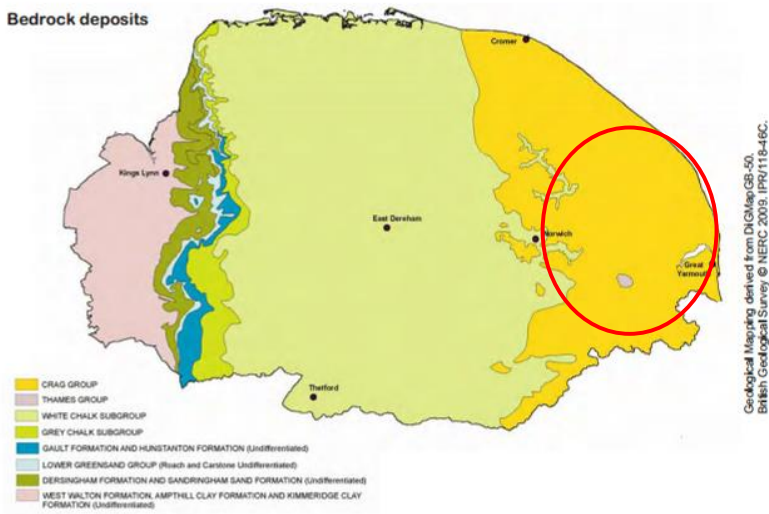 Bedrock deposits
Cromer
Kings Lynn
East Dereham
Norwich
Great
Yarmouth
Thetford
CRAG GROUP
THAMES GROUP
WHITE CHALK SUBGROUP
GREY CHALK SUBGROUP
GAULT FORMATION AND HUNSTANTON FORMATION (Undifferentiated)
LOWER GREENSAND GROUP (Roach and Carstone Undifferentiated)
DERSINGHAM FORMATION AND SANDRINGHAM SAND FORMATION (Undifferentiated)
WEST WALTON FORMATION, AMPTHILL CLAY FORMATION AND KIMMERIDGE CLAY
FORMATION (Undifferentiated)
Geological Mapping derived from DiGMapGB-50,
British Geological Survey © NERC 2009. IPR/118-46C.